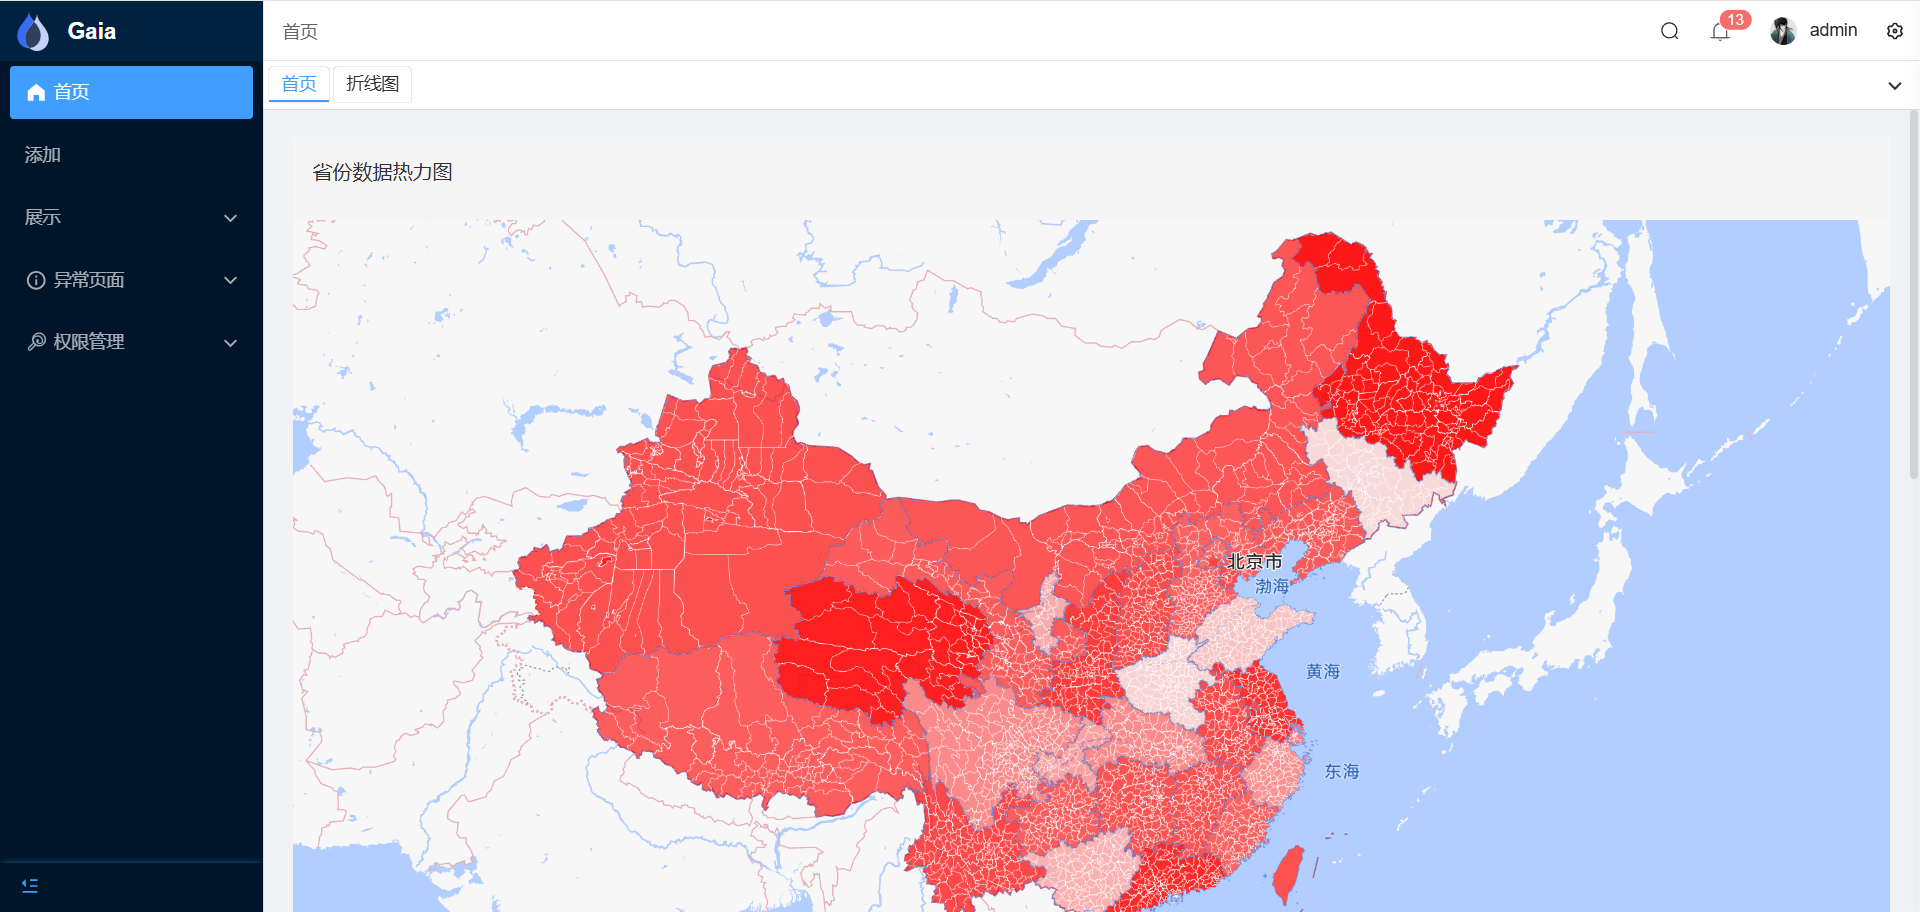 Gaia
首页
13
admin
首页
折线图
首页
添加
展示
异常页面
权限管理
省份数据热力图
北京市
渤海
黄海
东海